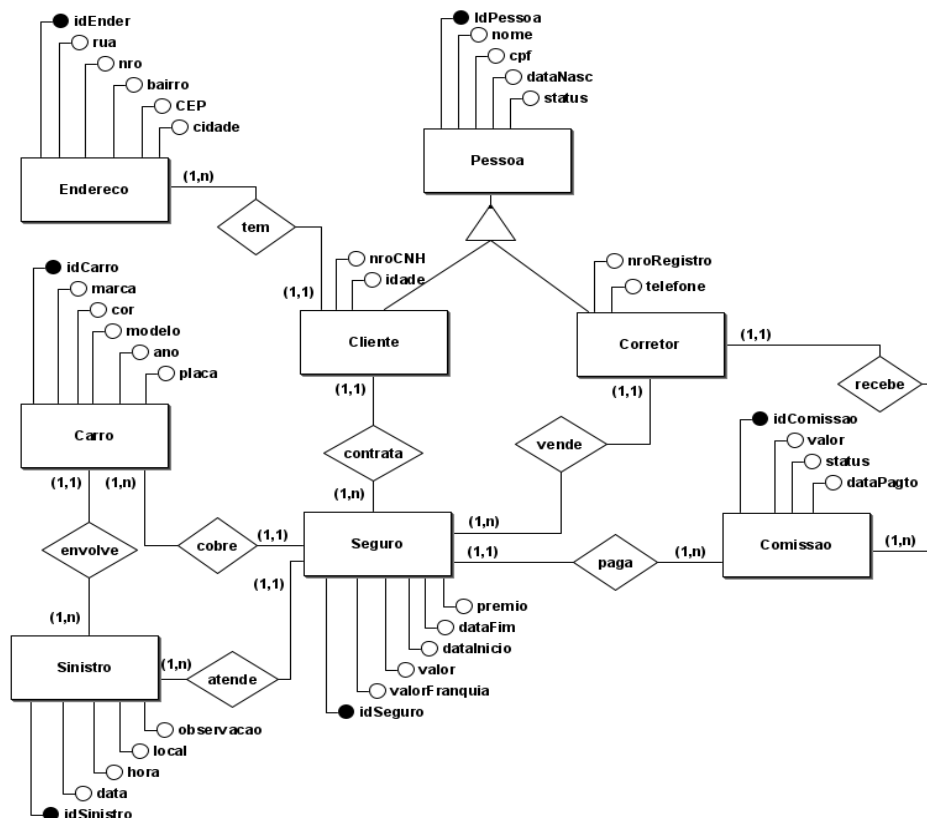 idEnder
rua
nro
bairro
CEP
cidade
Endereco
(1,n)
tem
(1,1)
IdPessoa
nome
cpf
dataNasc
status
Pessoa
nroCNH
idade
Cliente
(1,1)
nroRegistro
telefone
Corretor
(1,1)
(1,1)
recebe
idCarro
marca
cor
modelo
ano
placa
Carro
(1,1)
(1,n)
contrata
(1,n)
vende
(1,n)
idComissao
valor
status
dataPagto
Comissao
(1,n)
(1,n)
envolve
cobre
(1,1)
Seguro
(1,1)
paga
(1,1)
premio
dataFim
dataInicio
valor
valorFranquia
idSeguro
(1,n)
Sinistro
(1,n)
atende
observacao
local
hora
data
idSinistro